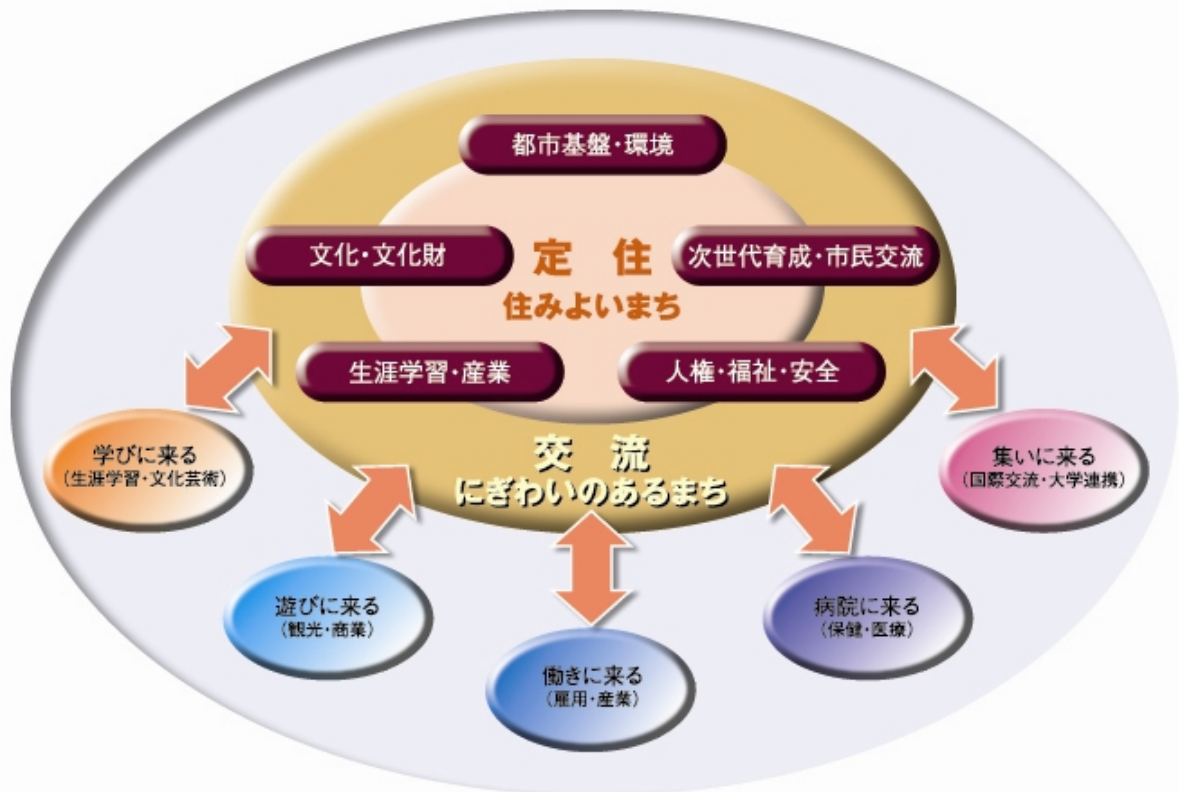 都市基盤・環境
文化・文化財
定 住
次世代育成・市民交流
住みよいまち
生涯学習・産業
人権・福祉・安全
交 流
にぎわいのあるまち
学びに来る
(生涯学習・文化芸術)
集いに来る
(国際交流・大学連携)
遊びに来る
(観光・商業)
病院に来る
(保健・医療)
働きに来る
(雇用・産業)